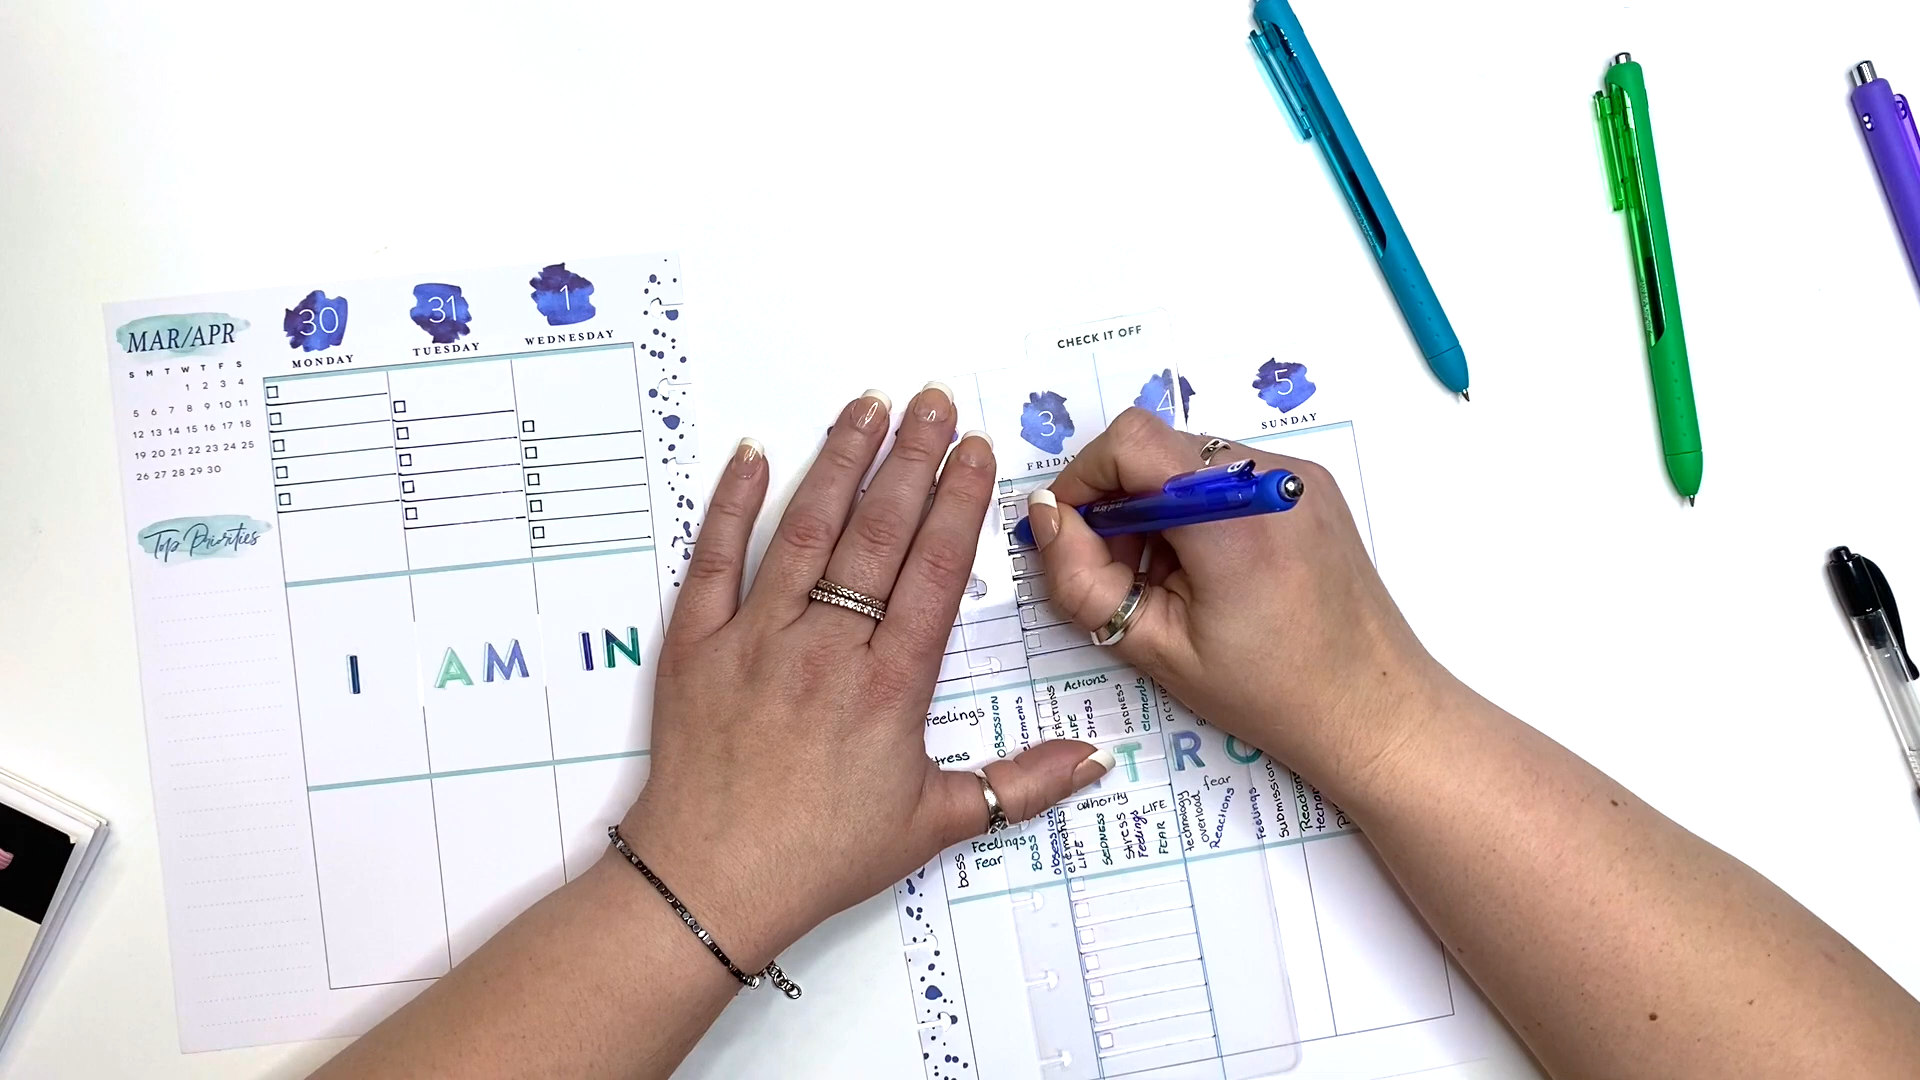 MAR/APR
S M T W T F S
1 2 3 4
5 6 7 8 9 10 11
12 13 14 15 16 17 18
19 20 21 22 23 24 25
26 27 28 29 30
Top Priorities
30
MONDAY
31
TUESDAY
1
WEDNESDAY
I
AM
IN
CHECK IT OFF
3
FRIDAY
4
5
SUNDAY
Feelings
OBSESSION
elements
Actions
LIFE
Stress
SADNESS
elements
T
R
authority
LIFE
boss
Feelings
Fear
BOSS
obsession
elements
LIFE
SADNESS
Stress
Feelings
FEAR
technology
overload
fear
Reactions
Feelings
Submission